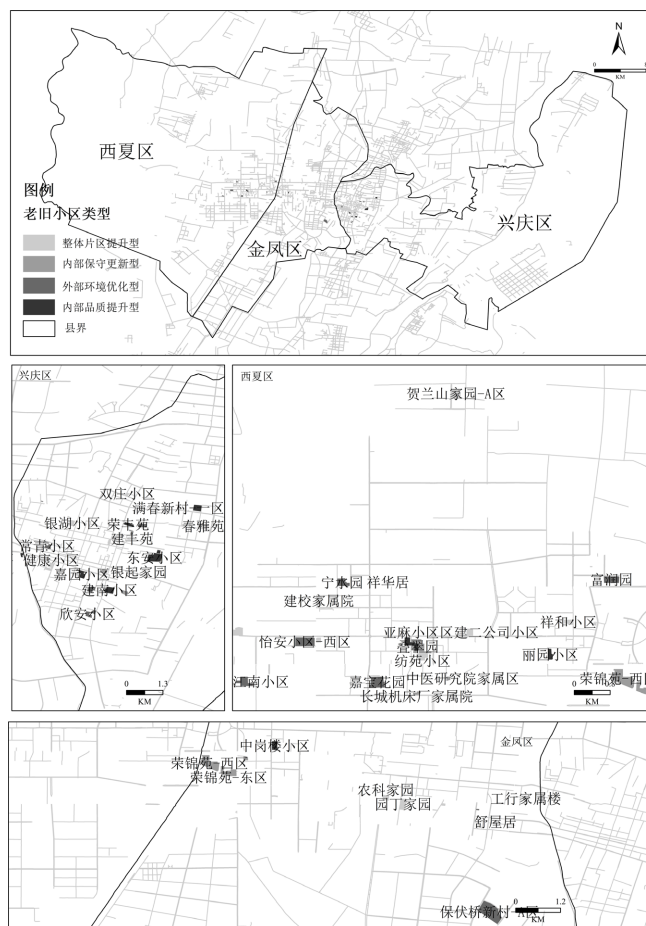 N
0
KM
西夏区
图例
老旧小区类型
整体片区提升型
内部保守更新型
外部环境优化型
内部品质提升型
县界
金凤区
兴庆区
兴庆区
双庄小区
满春新村-一区
银湖小区
荣丰苑
春雅苑
建丰苑
常青小区
东安小区
健康小区
嘉园小区
银起家园
建南小区
欣安小区
0
1.3
KM
西夏区
贺兰山家园-A区
宁水园
祥华居
富润园
建校家属院
祥和小区
怡安小区-西区
亚麻小区区建二公司小区
丽园小区
纺苑小区
嘉宝花园
中医研究院家属区
荣锦苑-西区
长城机床厂家属院
0
KM
金凤区
中岗楼小区
荣锦苑-西区
荣锦苑-东区
农科家园
园丁家园
工行家属楼
舒屋居
保伏桥新村-A区
0
1.2
KM